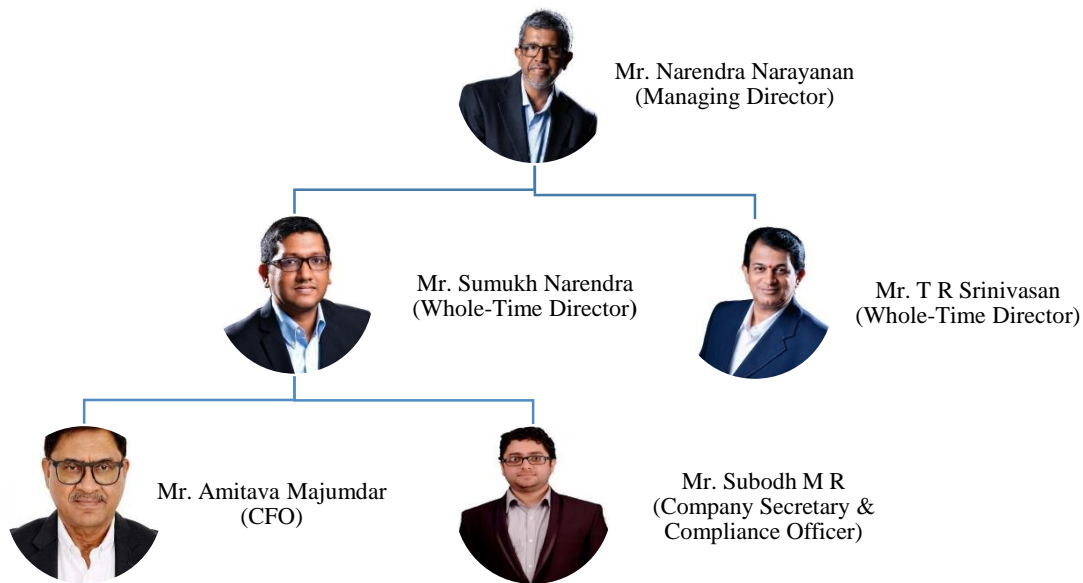 Mr. Narendra Narayanan
(Managing Director)
Mr. Sumukh Narendra
(Whole-Time Director)
Mr. T R Srinivasan
(Whole-Time Director)
Mr. Amitava Majumdar
(CFO)
Mr. Subodh M R
(Company Secretary &
Compliance Officer)